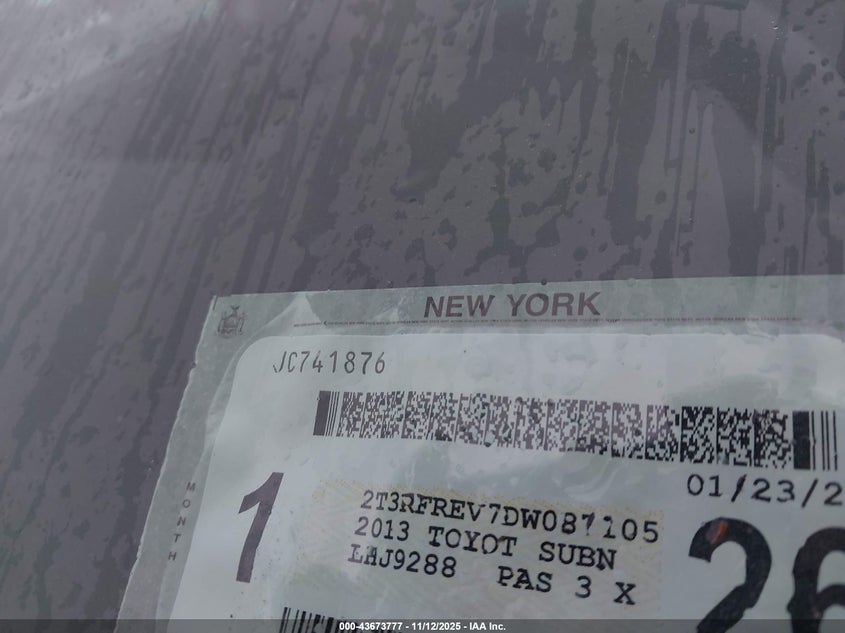 NEW YORK
JC741876
01/23/2
MONTH
1
2T3RFREV7DW087105
2013 TOYOT SUBN
LAJ9288 PAS 3 X
26
000-43673777 - 11/12/2025 - IAA Inc.